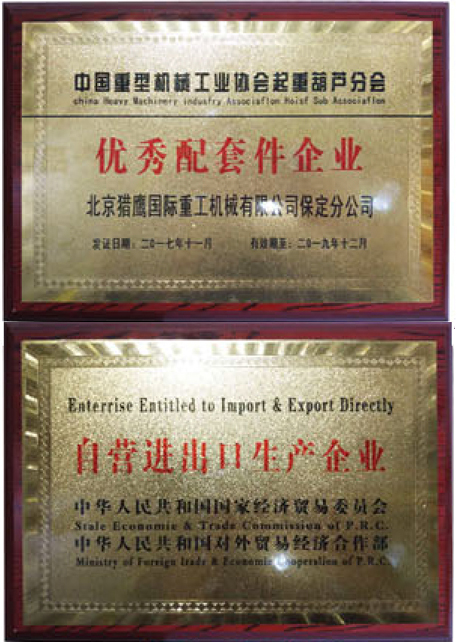 中国重型机械工业协会起重葫芦分会
china Heavy Machinery industry Association Hoist Sub Association
优秀配套件企业
北京猎鹰国际重工机械有限公司保定分公司
发证日期：二0一七年十一月 有效期至：二0一九年十二月
Enterrise Entitled to Import & Export Directly
自营进出口生产企业
中华人民共和国国家经济贸易委员会
State Economic & Trade Commission of P.R.C.
中华人民共和国对外贸易经济合作部
Ministry of Foreign trade & Economic Cooperation of P.R.C.